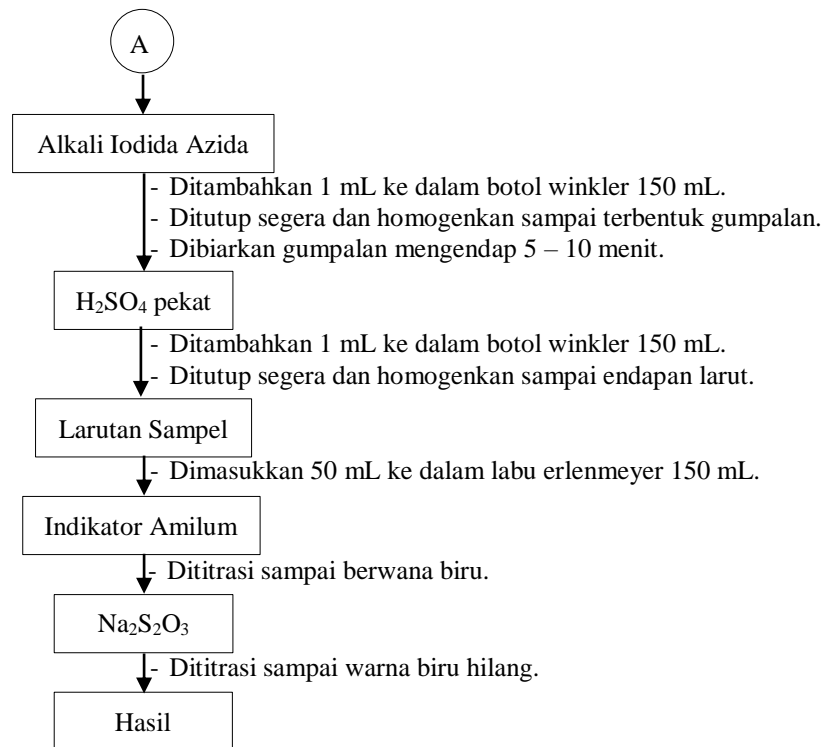 A
Alkali Iodida Azida
- Ditambahkan 1 mL ke dalam botol winkler 150 mL.
- Ditutup segera dan homogenkan sampai terbentuk gumpalan.
- Dibiarkan gumpalan mengendap 5 – 10 menit.
H₂SO₄ pekat
- Ditambahkan 1 mL ke dalam botol winkler 150 mL.
- Ditutup segera dan homogenkan sampai endapan larut.
Larutan Sampel
- Dimasukkan 50 mL ke dalam labu erlenmeyer 150 mL.
Indikator Amilum
- Dititrasi sampai berwana biru.
Na₂S₂O₃
- Dititrasi sampai warna biru hilang.
Hasil